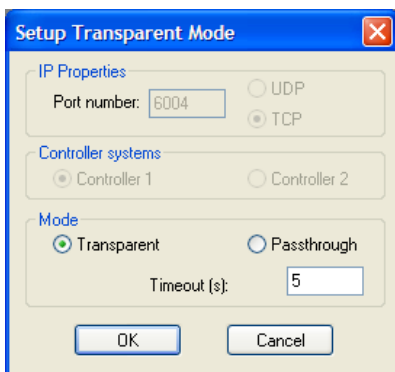 Setup Transparent Mode
IP Properties
Port number: 6004
UDP
TCP
Controller systems
Controller 1 Controller 2
Mode
Transparent Passthrough
Timeout (s): 5
OK Cancel